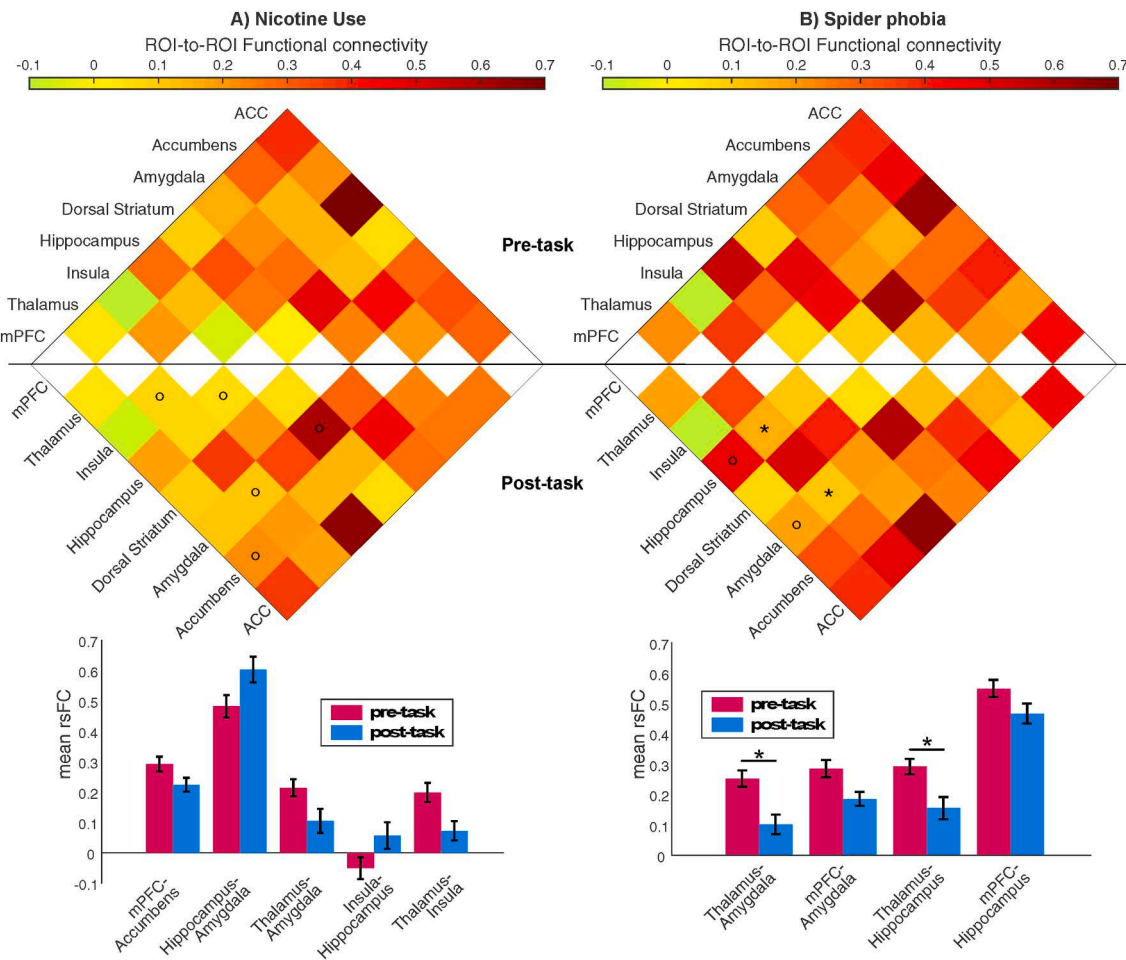 A) Nicotine Use
ROI-to-ROI Functional connectivity
-0.1 0 0.1 0.2 0.3 0.4 0.5 0.6 0.7
ACC
Accumbens
Amygdala
Dorsal Striatum
Hippocampus
Insula
Thalamus
mPFC
mPFC
Thalamus
Insula
Hippocampus
Dorsal Striatum
Amygdala
Accumbens
ACC
Pre-task
Post-task
B) Spider phobia
ROI-to-ROI Functional connectivity
-0.1 0 0.1 0.2 0.3 0.4 0.5 0.6 0.7
ACC
Accumbens
Amygdala
Dorsal Striatum
Hippocampus
Insula
Thalamus
mPFC
mPFC
Thalamus
Insula
Hippocampus
Dorsal Striatum
Amygdala
Accumbens
ACC
mean rsFC
0.7
0.6
0.5
0.4
0.3
0.2
0.1
0
-0.1
pre-task
post-task
mPFC-
Accumbens
Hippocampus-
Amygdala
Thalamus-
Amygdala
Insula-
Hippocampus
Thalamus-
Insula
mean rsFC
0.7
0.6
0.5
0.4
0.3
0.2
0.1
0
pre-task
post-task
*
*
Thalamus-
Amygdala
mPFC-
Amygdala
Thalamus-
Hippocampus
mPFC-
Hippocampus